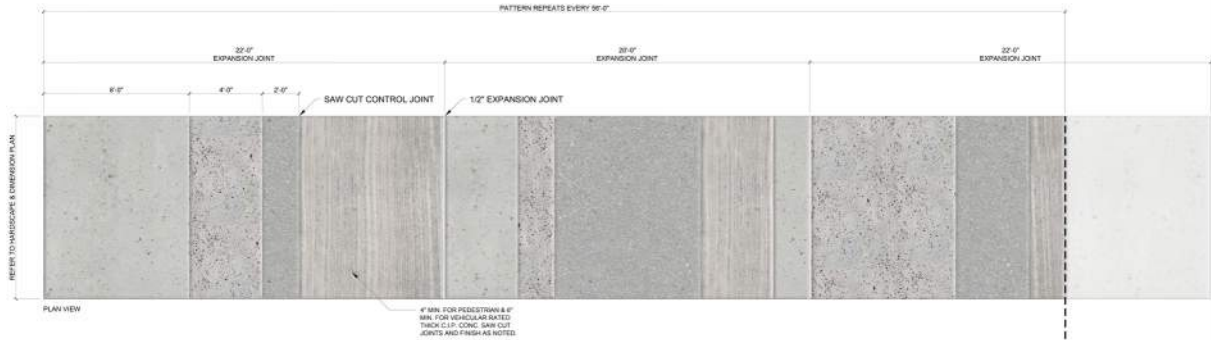 PATTERN REPEATS EVERY 56'-0"
22'-0"
EXPANSION JOINT
20'-0"
EXPANSION JOINT
22'-0"
EXPANSION JOINT
4'-0"
2'-0"
SAW CUT CONTROL JOINT
1/2" EXPANSION JOINT
REFER TO HARDSCAPE & DIMENSION PLAN
PLAN VIEW
4" MIN. FOR PEDESTRIAN & 6"
MIN. FOR VEHICULAR RATED
THICK C.I.P. CONC. SAW CUT
JOINTS AND FINISH AS NOTED.